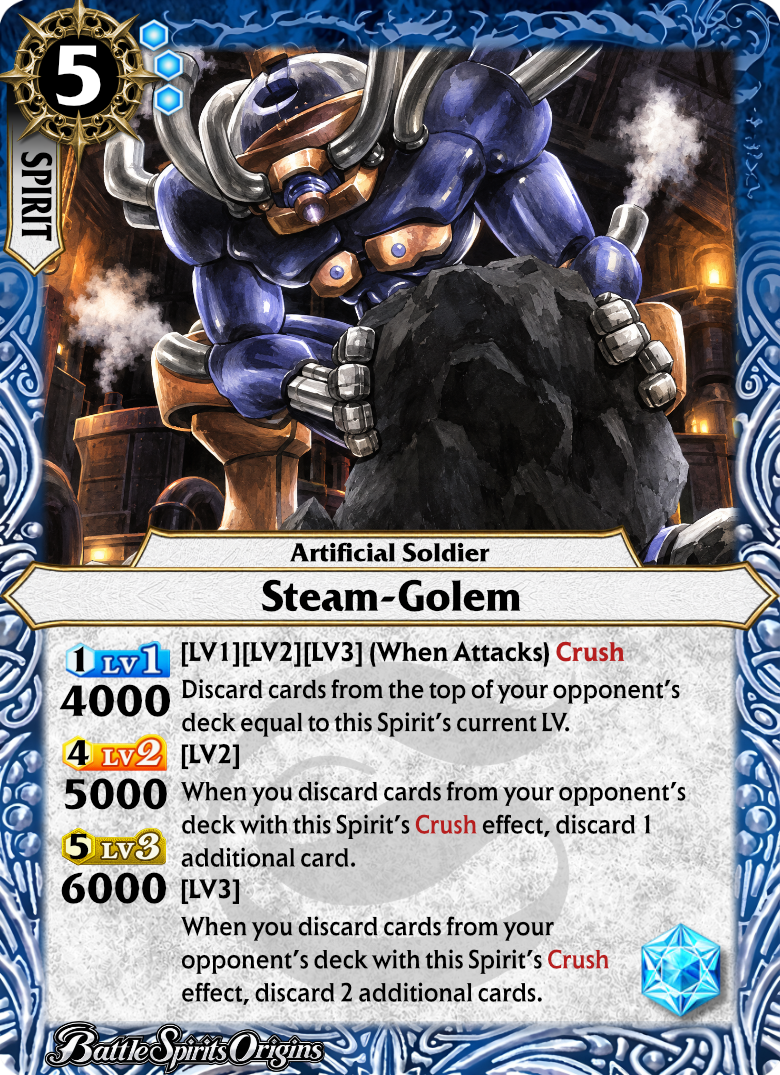 5
SPIRIT
Artificial Soldier
Steam-Golem
1 LV1
4000
4 LV2
5000
5 LV3
6000
[LV1][LV2][LV3] (When Attacks) Crush
Discard cards from the top of your opponent's
deck equal to this Spirit's current LV.
[LV2]
When you discard cards from your opponent's
deck with this Spirit's Crush effect, discard 1
additional card.
[LV3]
When you discard cards from your
opponent's deck with this Spirit's Crush
effect, discard 2 additional cards.
Battle Spirits Origins